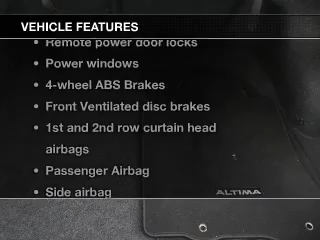 VEHICLE FEATURES
• Remote power door locks
• Power windows
• 4-wheel ABS Brakes
• Front Ventilated disc brakes
• 1st and 2nd row curtain head
airbags
• Passenger Airbag
• Side airbag
ALTIMA